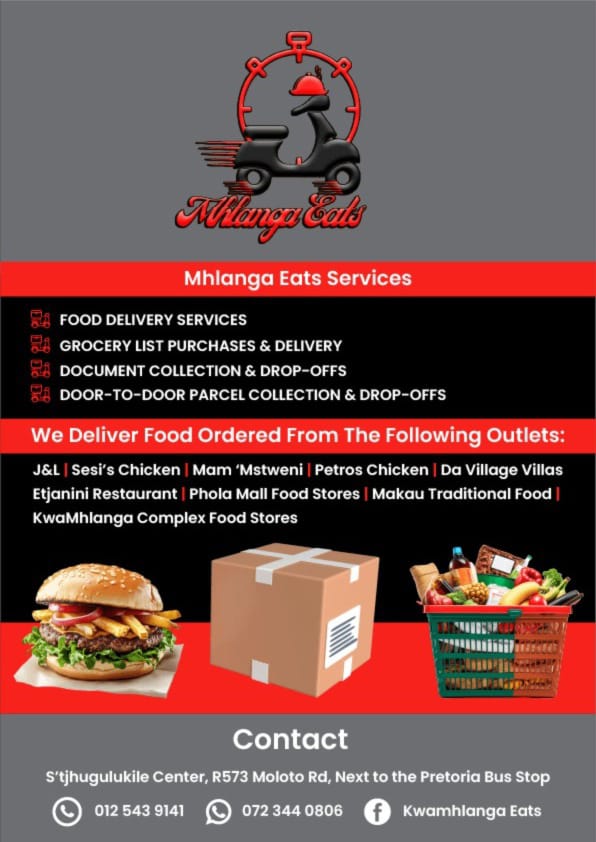 Mhlanga Eats
Mhlanga Eats Services
FOOD DELIVERY SERVICES
GROCERY LIST PURCHASES & DELIVERY
DOCUMENT COLLECTION & DROP-OFFS
DOOR-TO-DOOR PARCEL COLLECTION & DROP-OFFS
We Deliver Food Ordered From The Following Outlets:
J&L | Sesi's Chicken | Mam 'Mstweni | Petros Chicken | Da Village Villas
Etjanini Restaurant | Phola Mall Food Stores | Makau Traditional Food |
KwaMhlanga Complex Food Stores
Contact
S'tjhugulukile Center, R573 Moloto Rd, Next to the Pretoria Bus Stop
012 543 9141 072 344 0806 Kwamhlanga Eats